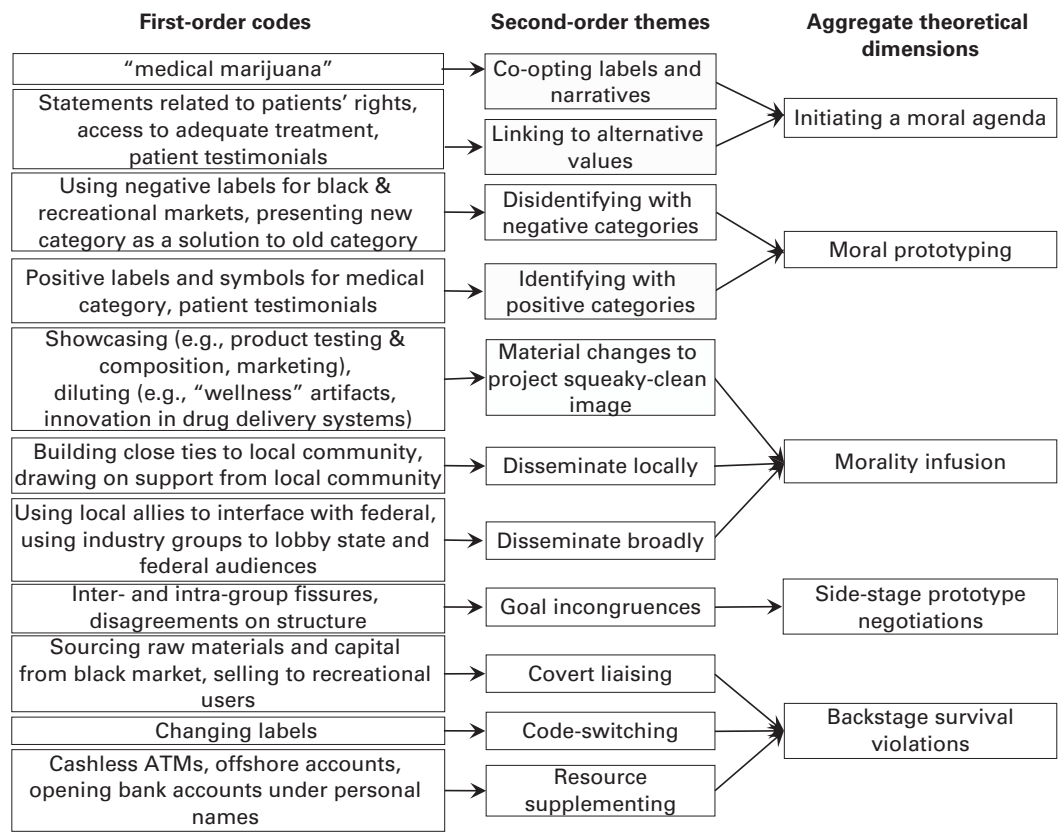 First-order codes
Second-order themes
Aggregate theoretical
dimensions
“medical marijuana”
Co-opting labels and
narratives
Initiating a moral agenda
Statements related to patients’ rights,
access to adequate treatment,
patient testimonials
Linking to alternative
values
Using negative labels for black &
recreational markets, presenting new
category as a solution to old category
Disidentifying with
negative categories
Moral prototyping
Positive labels and symbols for medical
category, patient testimonials
Identifying with
positive categories
Showcasing (e.g., product testing &
composition, marketing),
diluting (e.g., “wellness” artifacts,
innovation in drug delivery systems)
Material changes to
project squeaky-clean
image
Morality infusion
Building close ties to local community,
drawing on support from local community
Disseminate locally
Using local allies to interface with federal,
using industry groups to lobby state and
federal audiences
Disseminate broadly
Inter- and intra-group fissures,
disagreements on structure
Goal incongruences
Side-stage prototype
negotiations
Sourcing raw materials and capital
from black market, selling to recreational
users
Covert liaising
Backstage survival
violations
Changing labels
Code-switching
Cashless ATMs, offshore accounts,
opening bank accounts under personal
names
Resource
supplementing